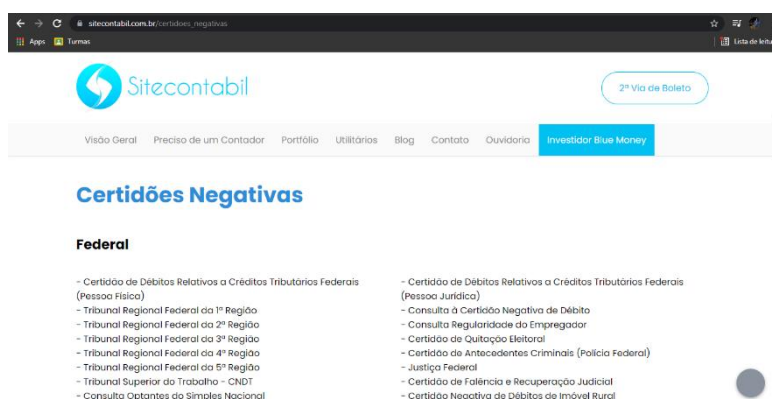 sitecontabil.com.br/certidoes_negativas
Apps Turmas Lista de leitu
Sitecontabil
2ª Via de Boleto
Visão Geral Preciso de um Contador Portfólio Utilitários Blog Contato Ouvidoria Investidor Blue Money
Certidões Negativas
Federal
- Certidão de Débitos Relativos a Créditos Tributários Federais
(Pessoa Física)
- Tribunal Regional Federal da 1ª Região
- Tribunal Regional Federal da 2ª Região
- Tribunal Regional Federal da 3ª Região
- Tribunal Regional Federal da 4ª Região
- Tribunal Regional Federal da 5ª Região
- Tribunal Superior do Trabalho - CNDT
- Consulta Optantes do Simples Nacional
- Certidão de Débitos Relativos a Créditos Tributários Federais
(Pessoa Jurídica)
- Consulta à Certidão Negativa de Débito
- Consulta Regularidade do Empregador
- Certidão de Quitação Eleitoral
- Certidão de Antecedentes Criminais (Polícia Federal)
- Justiça Federal
- Certidão de Falência e Recuperação Judicial
- Certidão Negativa de Débitos de Imóvel Rural